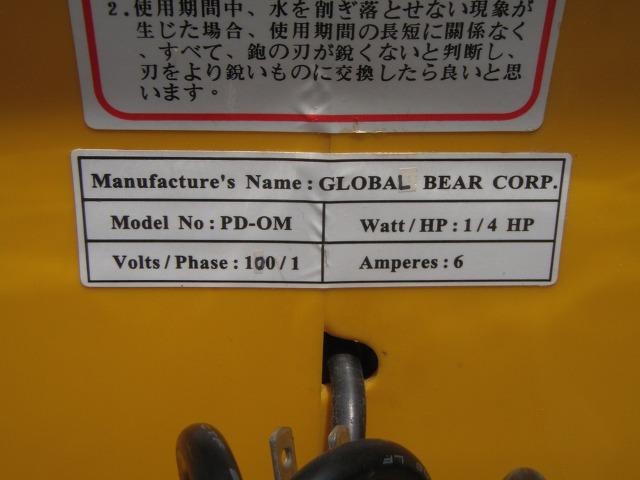 2.使用期間中、水を削ぎ落とせない現象が
生じた場合、使用期間の長短に関係なく
、すべて、鉋の刃が鋭くないと判断し、
刃をより鋭いものに交換したら良いと思
います。
Manufacture's Name : GLOBAL BEAR CORP.
Model No : PD-OM
Watt / HP : 1 / 4 HP
Volts / Phase : 100 / 1
Amperes : 6
LF